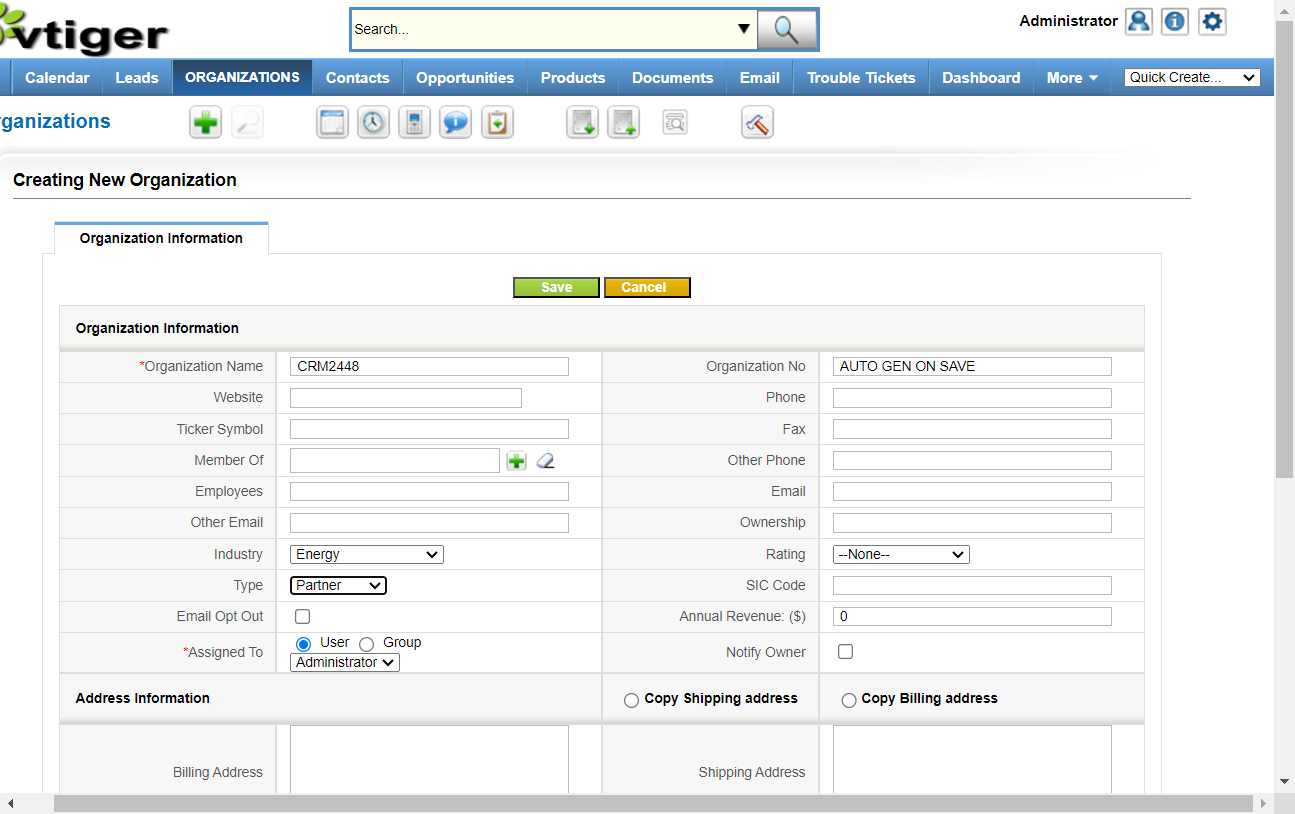 vtiger
Search...
Administrator
Calendar Leads ORGANIZATIONS Contacts Opportunities Products Documents Email Trouble Tickets Dashboard More Quick Create...
ganizations
Creating New Organization
Organization Information
Save Cancel
Organization Information
*Organization Name CRM2448 Organization No AUTO GEN ON SAVE
Website Phone
Ticker Symbol Fax
Member Of Other Phone
Employees Email
Other Email Ownership
Industry Energy Rating --None--
Type Partner SIC Code
Email Opt Out Annual Revenue: ($) 0
*Assigned To User Group Administrator Notify Owner
Address Information Copy Shipping address Copy Billing address
Billing Address Shipping Address